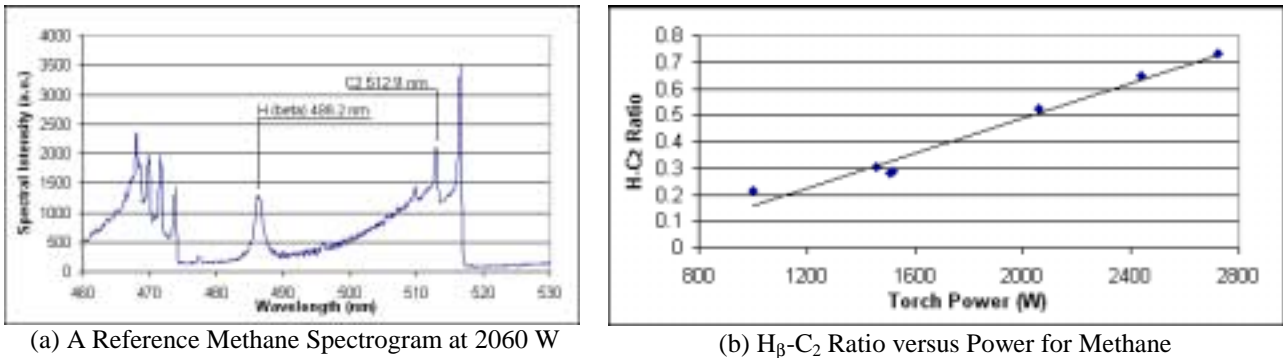 4000
3500
3000
2500
2000
1500
1000
500
0
Spectral Intensity (a.u.)
C2 512.9 nm
H (beta) 486.2 nm
460 470 480 490 500 510 520 530
Wavelength (nm)
(a) A Reference Methane Spectrogram at 2060 W
0.8
0.7
0.6
0.5
0.4
0.3
0.2
0.1
0
H-C2 Ratio
800 1200 1600 2000 2400 2800
Torch Power (W)
(b) Hβ-C2 Ratio versus Power for Methane